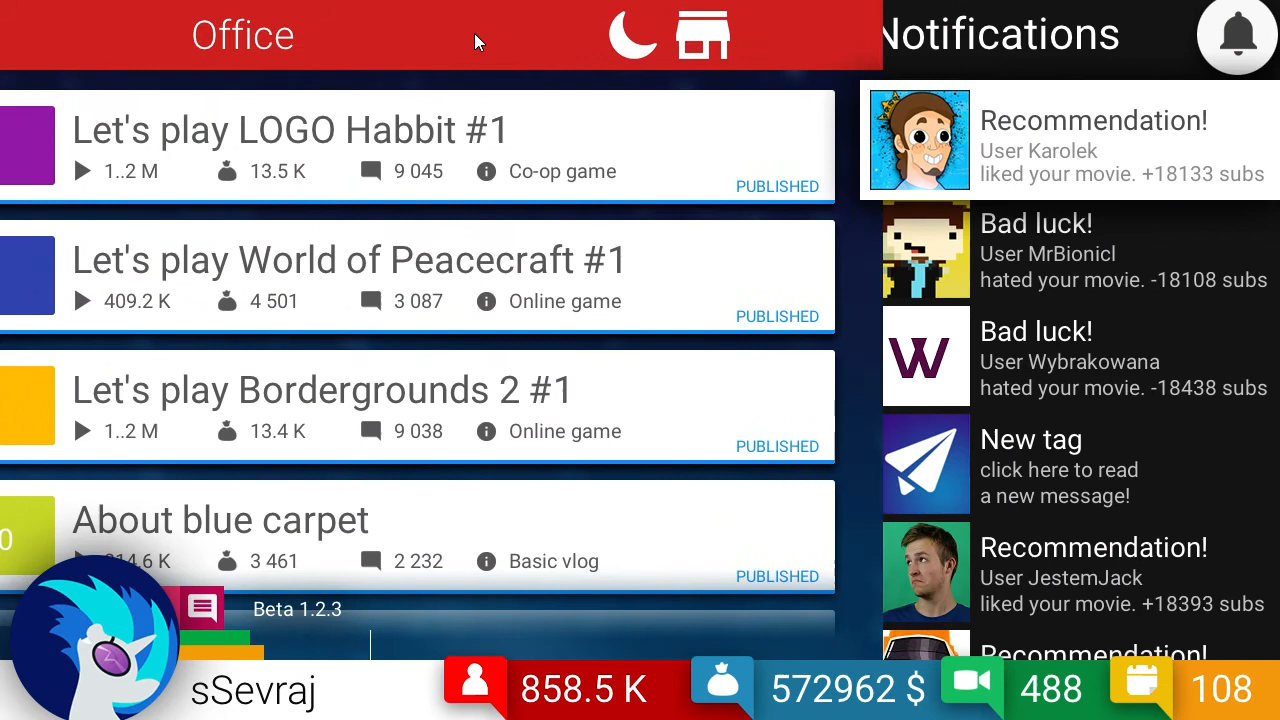 Office
Notifications
Let's play LOGO Habbit #1
1..2 M 13.5 K 9 045 Co-op game
PUBLISHED
Let's play World of Peacecraft #1
409.2 K 4 501 3 087 Online game
PUBLISHED
Let's play Bordergrounds 2 #1
1..2 M 13.4 K 9 038 Online game
PUBLISHED
0
About blue carpet
3 461 2 232 Basic vlog
PUBLISHED
Recommendation!
User Karolek
liked your movie. +18133 subs
Bad luck!
User MrBionicl
hated your movie. -18108 subs
W
Bad luck!
User Wybrakowana
hated your movie. -18438 subs
New tag
click here to read
a new message!
Recommendation!
User JestemJack
liked your movie. +18393 subs
Recommendation!
Beta 1.2.3
sSevraj
858.5 K
572962 $
488
108